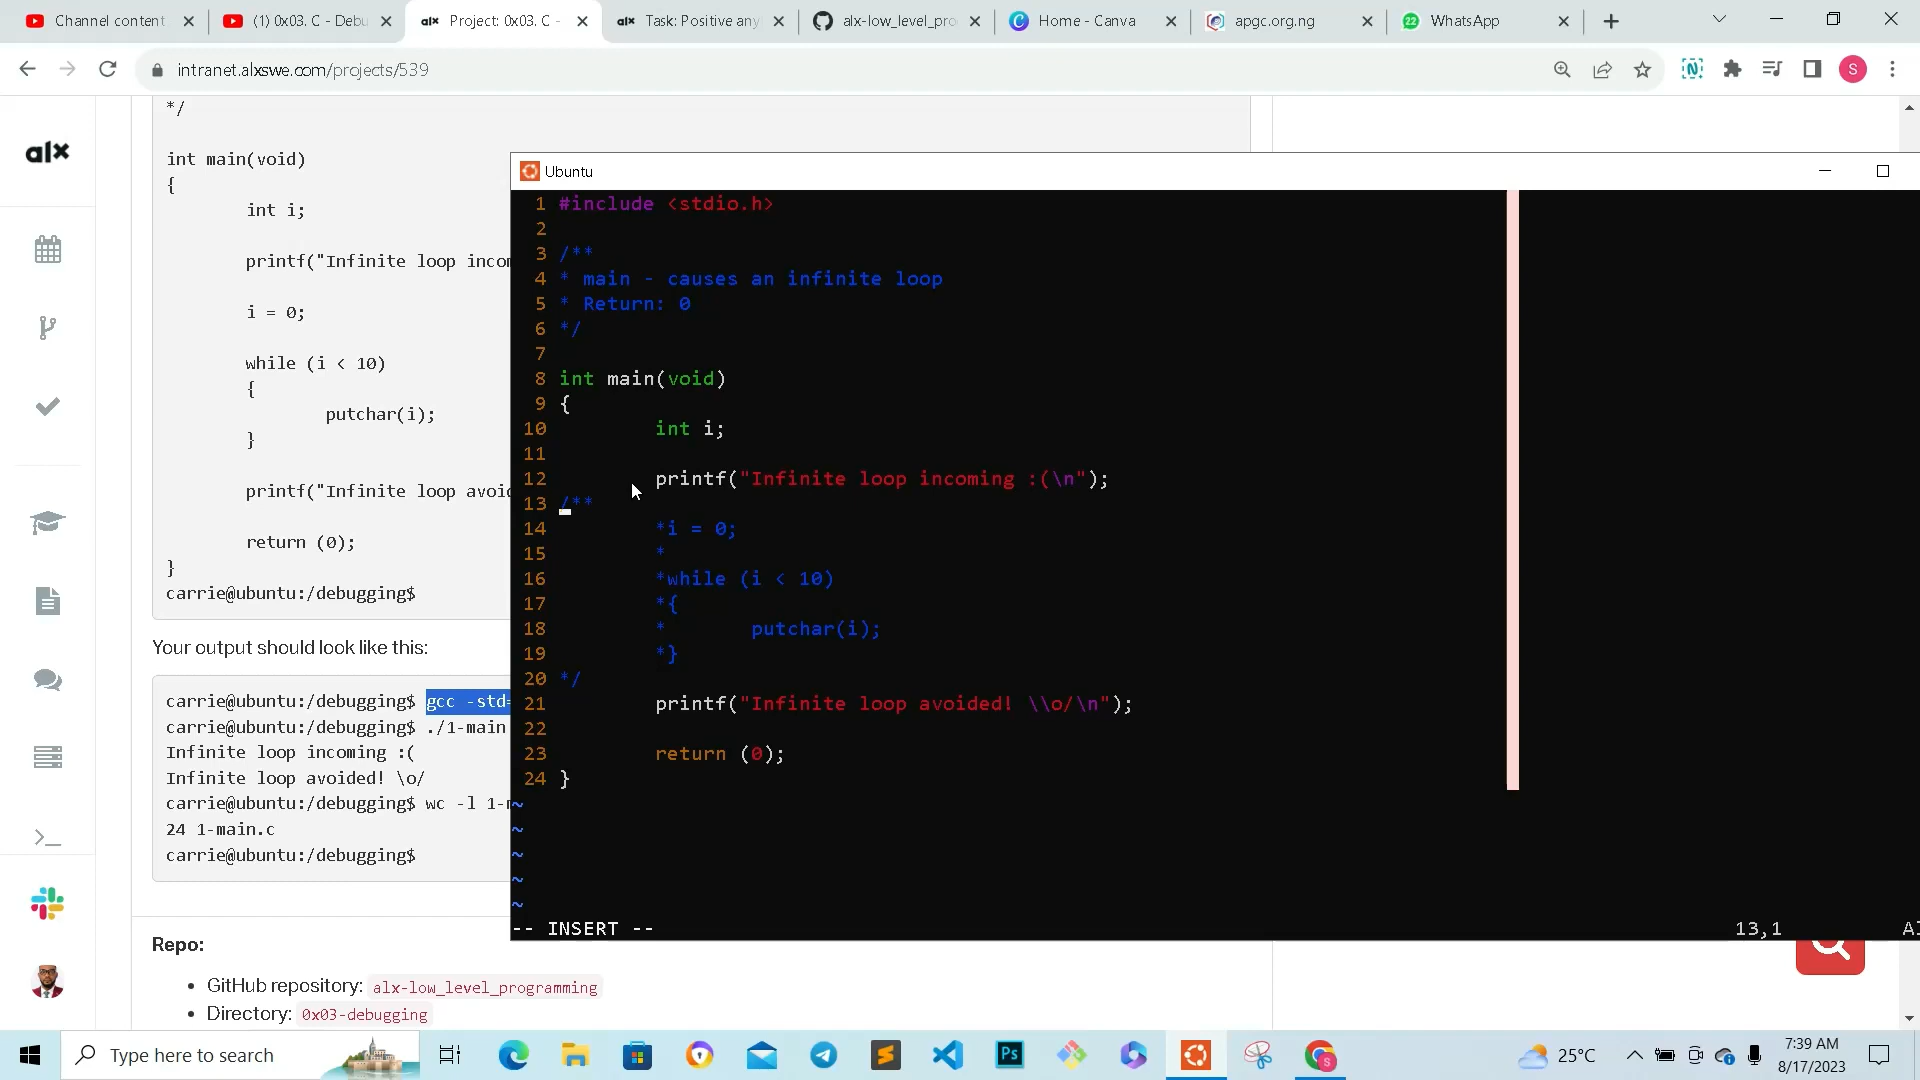 Channel content
(1) 0x03. C - Debu
alx Project: 0x03. C -
alx Task: Positive any
alx-low_level_pro
Home - Canva
apgc.org.ng
22 WhatsApp
intranet.alxswe.com/projects/539
S
alx
*/
int main(void)
{
int i;
printf("Infinite loop incom
i = 0;
while (i < 10)
{
putchar(i);
}
printf("Infinite loop avoid
return (0);
}
carrie@ubuntu:/debugging$
Your output should look like this:
carrie@ubuntu:/debugging$ gcc -std=
carrie@ubuntu:/debugging$ ./1-main
Infinite loop incoming :(
Infinite loop avoided! \o/
carrie@ubuntu:/debugging$ wc -l 1-m
24 1-main.c
carrie@ubuntu:/debugging$
Repo:
GitHub repository: alx-low_level_programming
Directory: 0x03-debugging
Ubuntu
1 #include <stdio.h>
2
3 /**
4 * main - causes an infinite loop
5 * Return: 0
6 */
7
8 int main(void)
9 {
10 int i;
11
12 printf("Infinite loop incoming :(\n");
13 /**
14 *i = 0;
15 *
16 *while (i < 10)
17 *{
18 * putchar(i);
19 *}
20 */
21 printf("Infinite loop avoided! \\o/\n");
22
23 return (0);
24 }
~
~
~
~
~
-- INSERT --
13,1
Type here to search
Ps
25°C
7:39 AM
8/17/2023